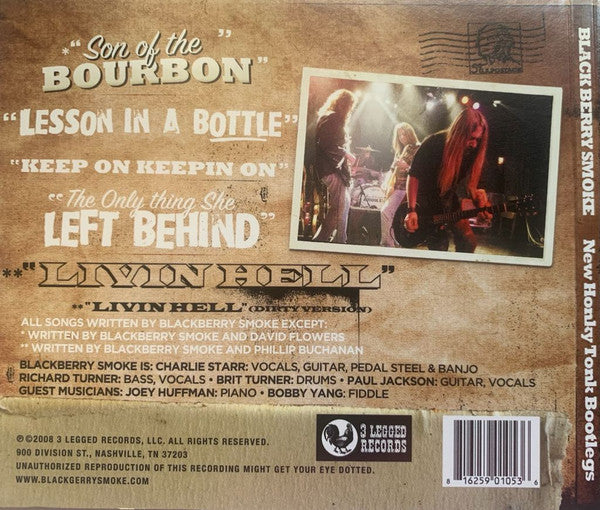 *"Son of the
BOURBON"
"LESSON IN A BOTTLE"
"KEEP ON KEEPIN ON"
"The Only thing She
LEFT BEHIND"
**"LIVIN HELL"
**"LIVIN HELL" (DIRTY VERSION)
ALL SONGS WRITTEN BY BLACKBERRY SMOKE EXCEPT:
* WRITTEN BY BLACKBERRY SMOKE AND DAVID FLOWERS
** WRITTEN BY BLACKBERRY SMOKE AND PHILLIP BUCHANAN
BLACKBERRY SMOKE IS: CHARLIE STARR: VOCALS, GUITAR, PEDAL STEEL & BANJO
RICHARD TURNER: BASS, VOCALS • BRIT TURNER: DRUMS • PAUL JACKSON: GUITAR, VOCALS
GUEST MUSICIANS: JOEY HUFFMAN: PIANO • BOBBY YANG: FIDDLE
℗©2008 3 LEGGED RECORDS, LLC. ALL RIGHTS RESERVED.
900 DIVISION ST., NASHVILLE, TN 37203
UNAUTHORIZED REPRODUCTION OF THIS RECORDING MIGHT GET YOUR EYE DOTTED.
WWW.BLACKGERRYSMOKE.COM
3 LEGGED
RECORDS
8 16259 01053 6
BLACKBERRY SMOKE New Honky Tonk Bootlegs